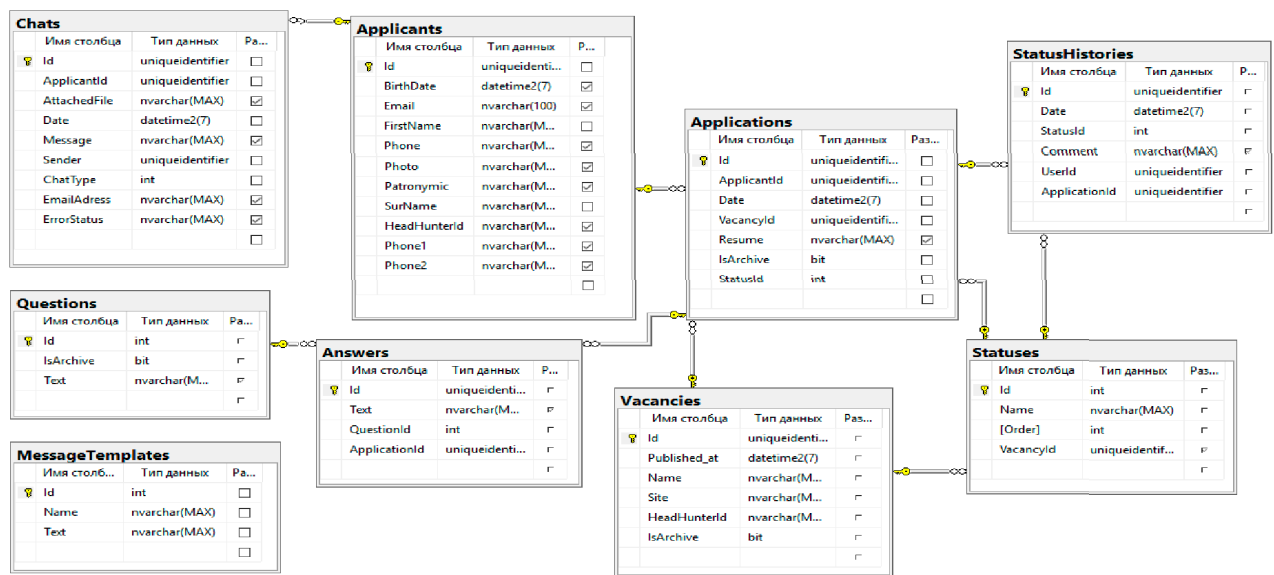 Chats
Имя столбца Тип данных Ра...
Id uniqueidentifier
ApplicantId uniqueidentifier
AttachedFile nvarchar(MAX)
Date datetime2(7)
Message nvarchar(MAX)
Sender uniqueidentifier
ChatType int
EmailAdress nvarchar(MAX)
ErrorStatus nvarchar(MAX)
Applicants
Имя столбца Тип данных Р...
Id uniqueidenti...
BirthDate datetime2(7)
Email nvarchar(100)
FirstName nvarchar(M...
Phone nvarchar(M...
Photo nvarchar(M...
Patronymic nvarchar(M...
SurName nvarchar(M...
HeadHunterId nvarchar(M...
Phone1 nvarchar(M...
Phone2 nvarchar(M...
Applications
Имя столбца Тип данных Раз...
Id uniqueidentifi...
ApplicantId uniqueidentifi...
Date datetime2(7)
VacancyId uniqueidentifi...
Resume nvarchar(MAX)
IsArchive bit
StatusId int
StatusHistories
Имя столбца Тип данных Р...
Id uniqueidentifier
Date datetime2(7)
StatusId int
Comment nvarchar(MAX)
UserId uniqueidentifier
ApplicationId uniqueidentifier
Questions
Имя столбца Тип данных Ра...
Id int
IsArchive bit
Text nvarchar(M...
Answers
Имя столбца Тип данных Р...
Id uniqueidenti...
Text nvarchar(M...
QuestionId int
ApplicationId uniqueidenti...
Vacancies
Имя столбца Тип данных Раз...
Id uniqueidenti...
Published_at datetime2(7)
Name nvarchar(M...
Site nvarchar(M...
HeadHunterId nvarchar(M...
IsArchive bit
Statuses
Имя столбца Тип данных Раз...
Id int
Name nvarchar(MAX)
[Order] int
VacancyId uniqueidentif...
MessageTemplates
Имя столб... Тип данных Ра...
Id int
Name nvarchar(MAX)
Text nvarchar(MAX)